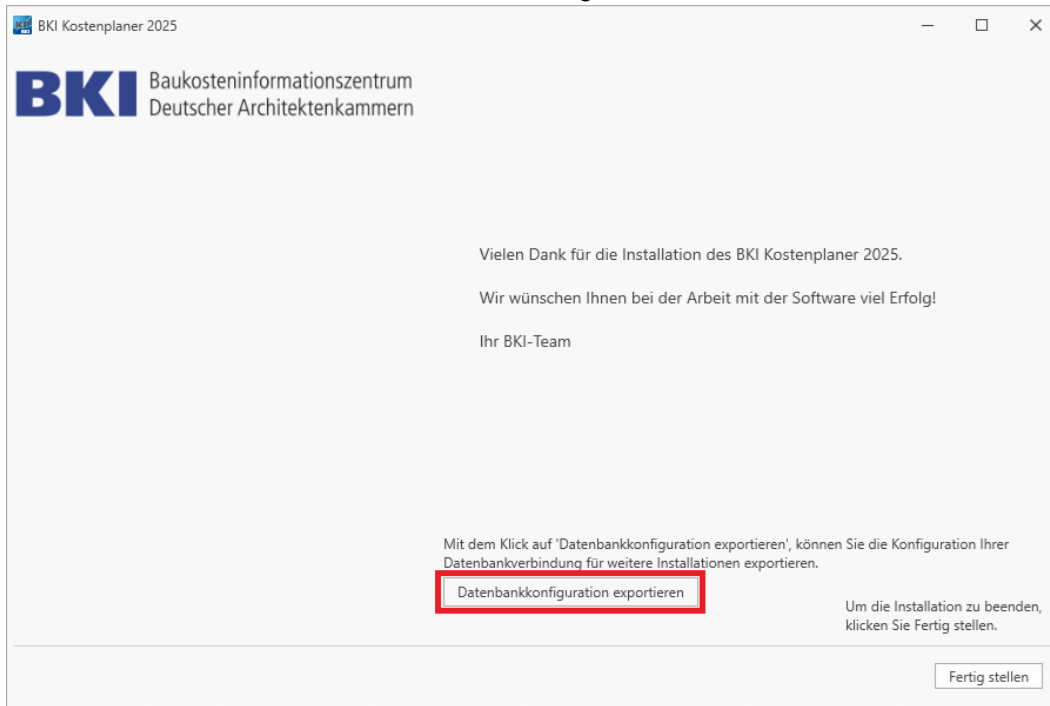 BKI Kostenplaner 2025
BKI Baukosteninformationszentrum
Deutscher Architektenkammern
Vielen Dank für die Installation des BKI Kostenplaner 2025.
Wir wünschen Ihnen bei der Arbeit mit der Software viel Erfolg!
Ihr BKI-Team
Mit dem Klick auf 'Datenbankkonfiguration exportieren', können Sie die Konfiguration Ihrer
Datenbankverbindung für weitere Installationen exportieren.
Datenbankkonfiguration exportieren
Um die Installation zu beenden,
klicken Sie Fertig stellen.
Fertig stellen